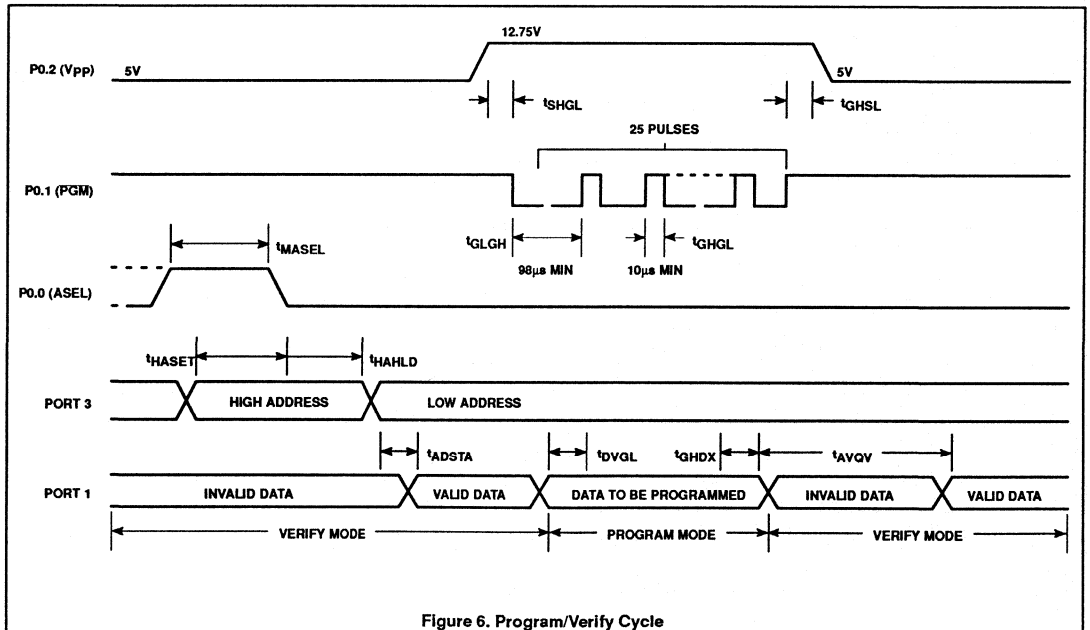 12.75V
P0.2 (VPP)
5V
5V
tSHGL
tGHSL
25 PULSES
P0.1 (PGM)
tMASEL
tGLGH
tGHGL
98μs MIN
10μs MIN
P0.0 (ASEL)
tHASET
tHAHLD
PORT 3
HIGH ADDRESS
LOW ADDRESS
tADSTA
tDVGL
tGHDX
tAVQV
PORT 1
INVALID DATA
VALID DATA
DATA TO BE PROGRAMMED
INVALID DATA
VALID DATA
VERIFY MODE
PROGRAM MODE
VERIFY MODE
Figure 6. Program/Verify Cycle